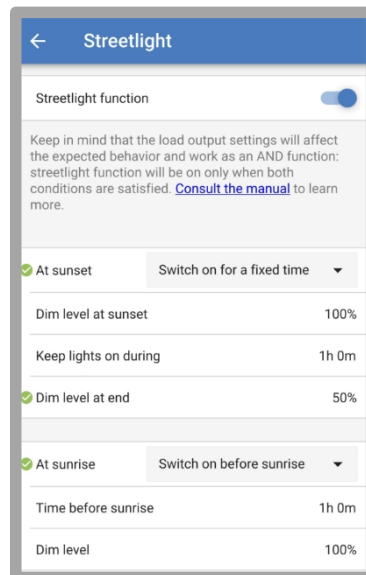 Streetlight
Streetlight function
Keep in mind that the load output settings will affect
the expected behavior and work as an AND function:
streetlight function will be on only when both
conditions are satisfied. Consult the manual to learn
more.
At sunset Switch on for a fixed time
Dim level at sunset 100%
Keep lights on during 1h 0m
Dim level at end 50%
At sunrise Switch on before sunrise
Time before sunrise 1h 0m
Dim level 100%